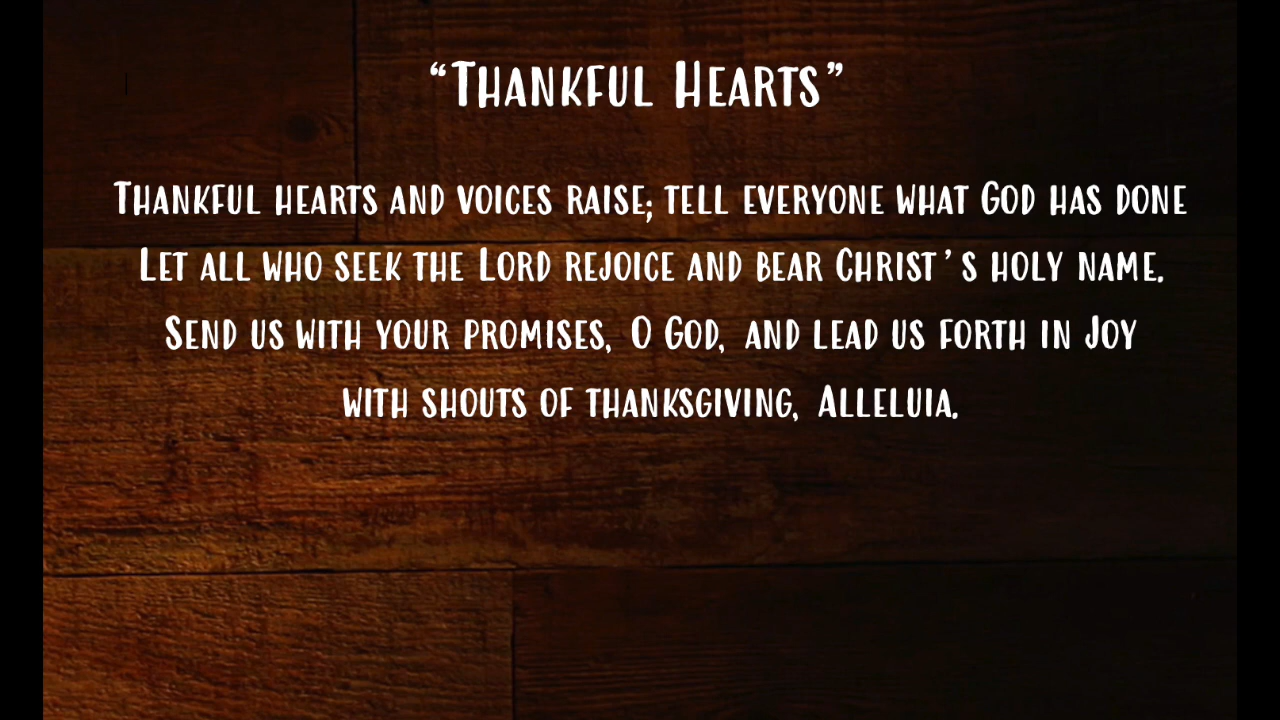 “Thankful Hearts”
Thankful hearts and voices raise; tell everyone what God has done
Let all who seek the Lord rejoice and bear Christ’s holy name.
Send us with your promises, O God, and lead us forth in Joy
with shouts of thanksgiving, Alleluia.